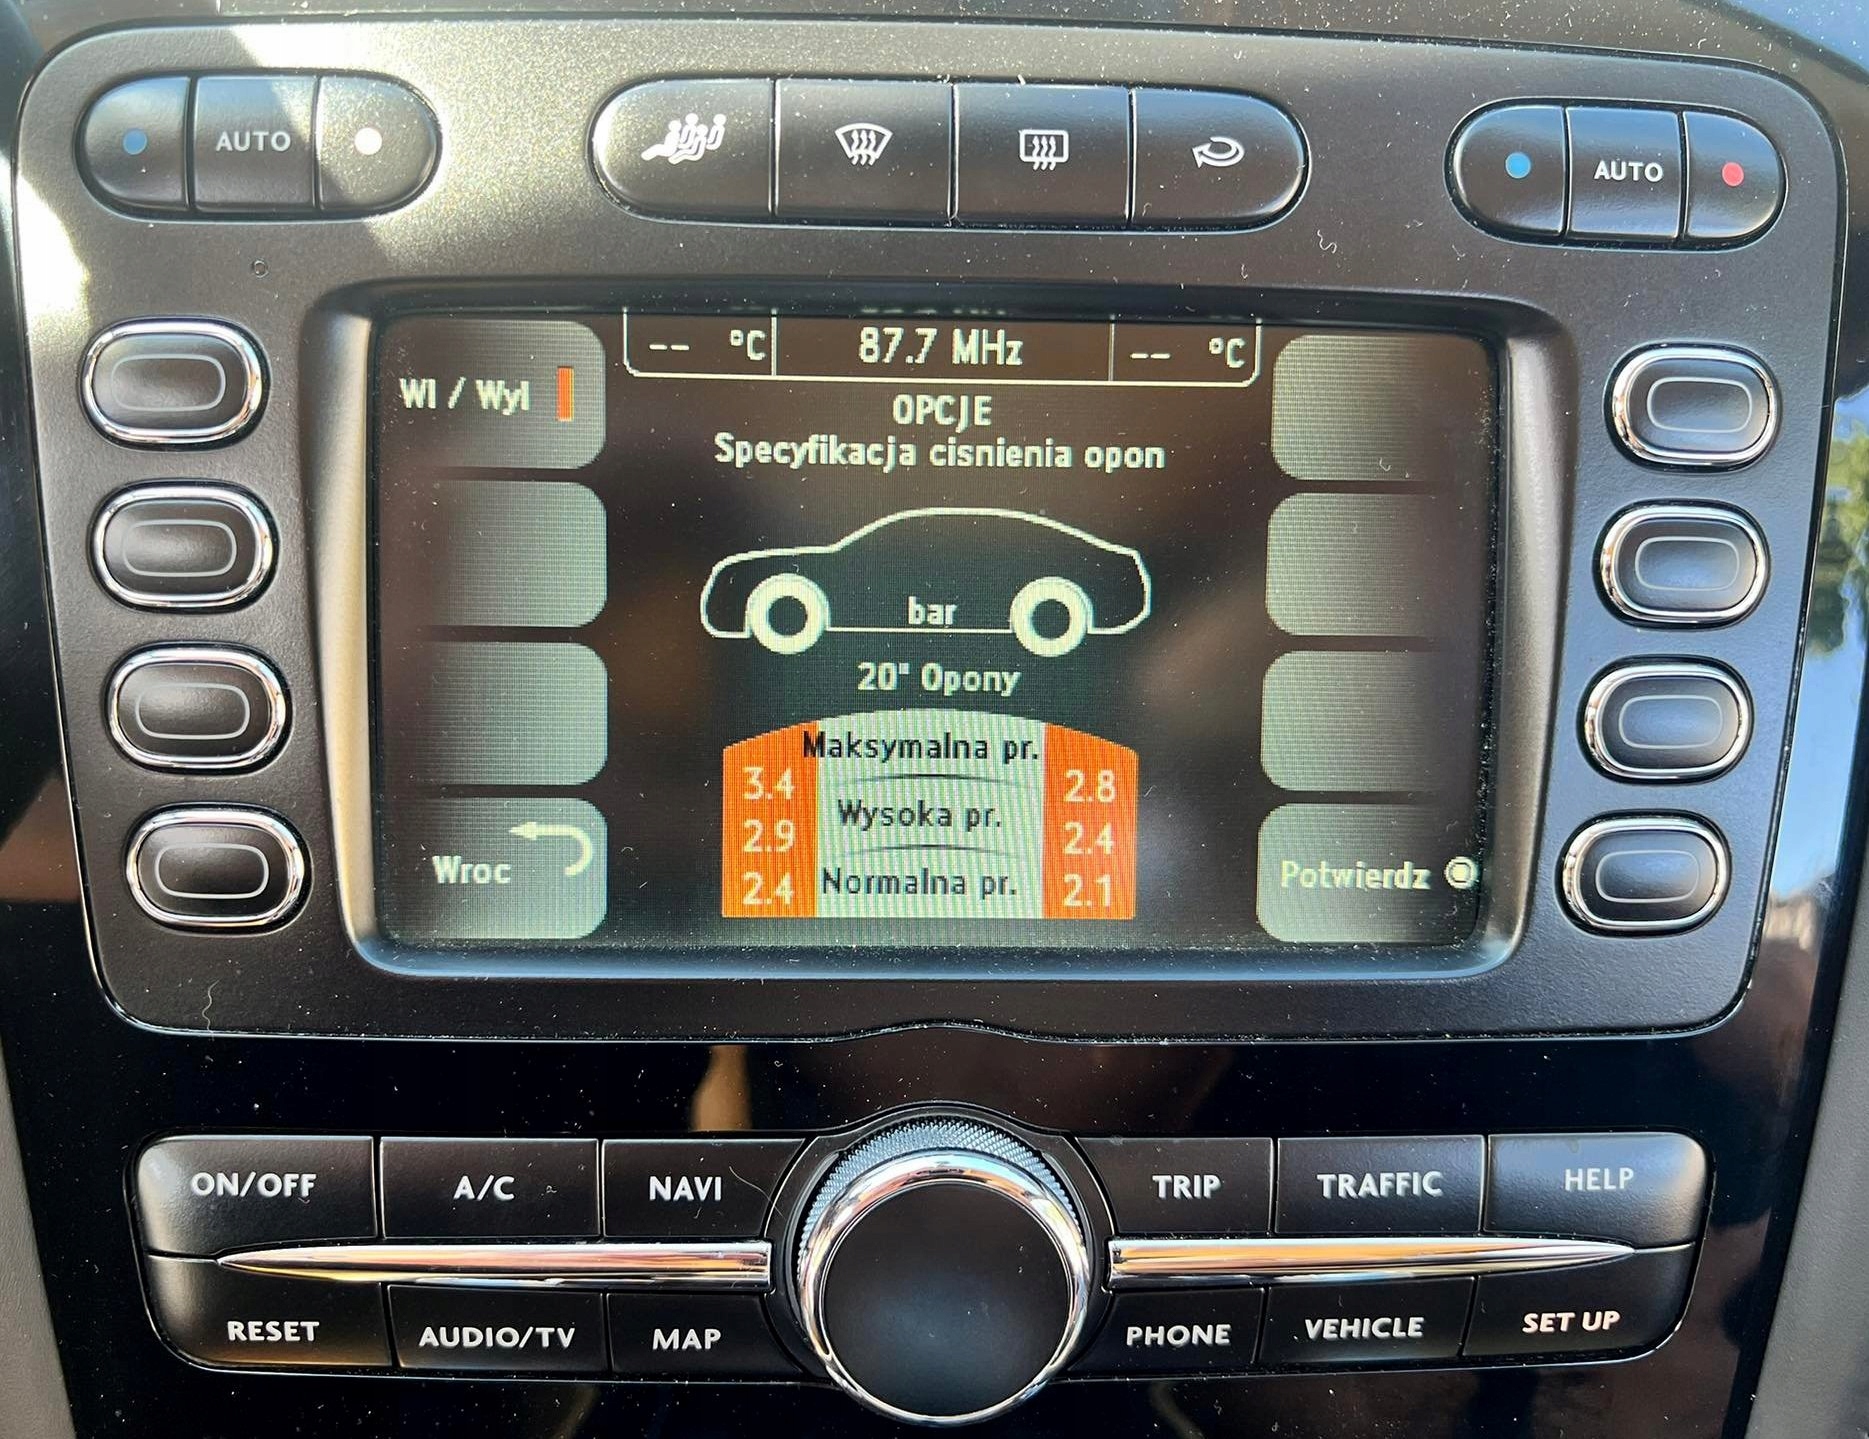 AUTO
AUTO
-- °C 87.7 MHz -- °C
Wl / Wyl
OPCJE
Specyfikacja cisnienia opon
bar
20" Opony
Maksymalna pr.
3.4 2.8
Wysoka pr.
2.9 2.4
2.4 Normalna pr. 2.1
Wroc
Potwierdz
ON/OFF A/C NAVI TRIP TRAFFIC HELP
RESET AUDIO/TV MAP PHONE VEHICLE SET UP